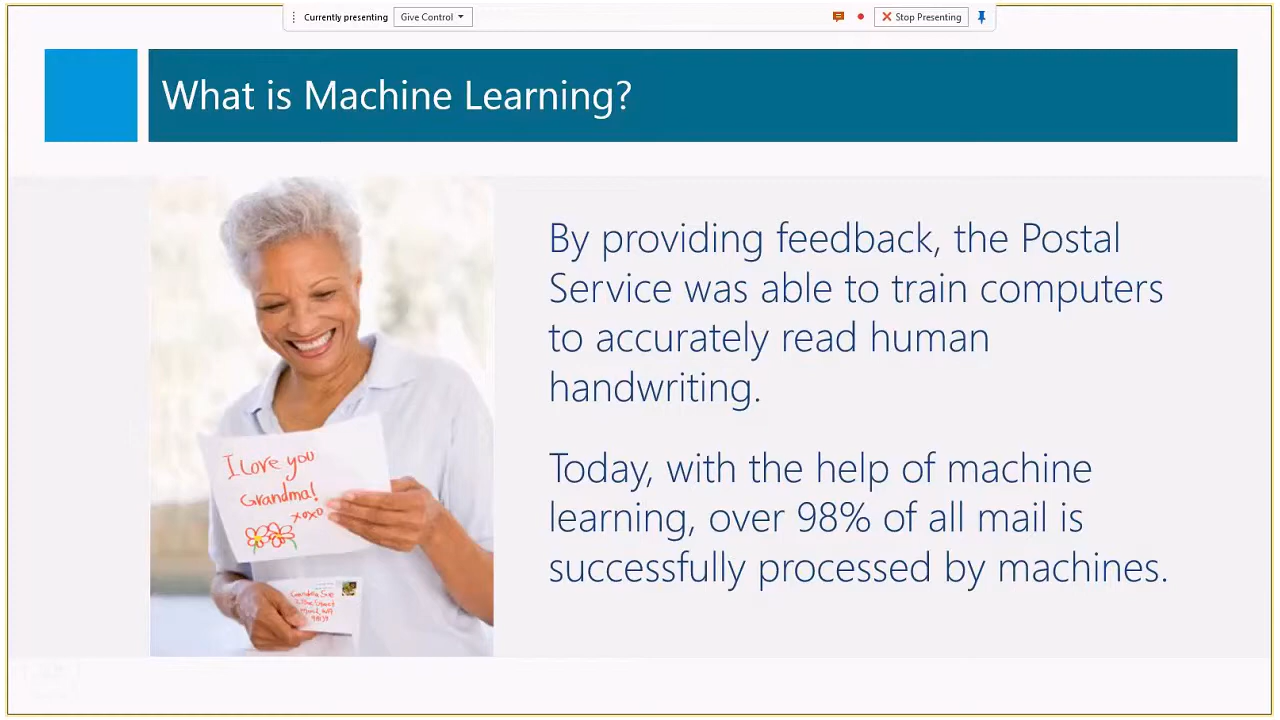 Currently presenting Give Control Stop Presenting
What is Machine Learning?
By providing feedback, the Postal
Service was able to train computers
to accurately read human
handwriting.
Today, with the help of machine
learning, over 98% of all mail is
successfully processed by machines.
I love you
Grandma!
xoxo
Grandma Sue